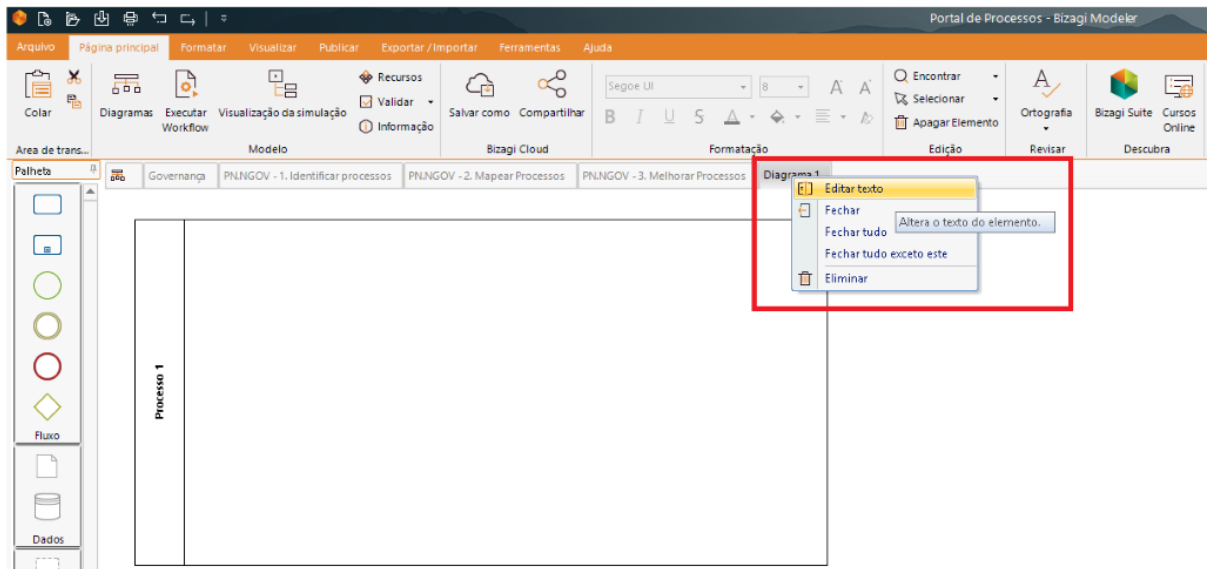 Portal de Processos - Bizagi Modeler
Arquivo Página principal Formatar Visualizar Publicar Exportar / Importar Ferramentas Ajuda
Colar
Diagramas
Executar Workflow
Visualização da simulação
Recursos
Validar
Informação
Salvar como
Compartilhar
Segoe UI
8
A A
B I U S A
Encontrar
Selecionar
Apagar Elemento
Ortografia
Bizagi Suite
Cursos Online
Area de trans...
Modelo
Bizagi Cloud
Formatação
Edição
Revisar
Descubra
Palheta
Governança
PN.NGOV - 1. Identificar processos
PN.NGOV - 2. Mapear Processos
PN.NGOV - 3. Melhorar Processos
Diagrama 1
Editar texto
Fechar
Altera o texto do elemento.
Fechar tudo
Fechar tudo exceto este
Eliminar
Processo 1
Fluxo
Dados